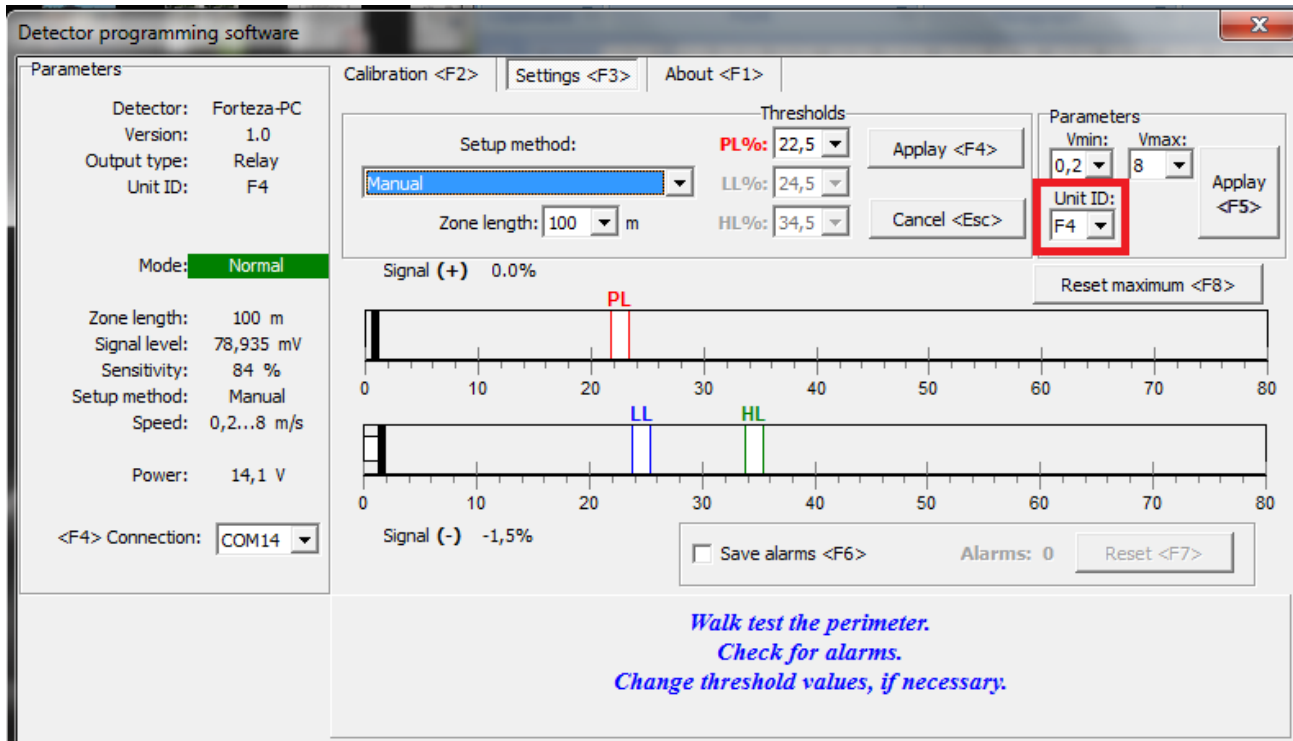 Detector programming software
Parameters
Detector: Forteza-PC
Version: 1.0
Output type: Relay
Unit ID: F4
Mode: Normal
Zone length: 100 m
Signal level: 78,935 mV
Sensitivity: 84 %
Setup method: Manual
Speed: 0,2...8 m/s
Power: 14,1 V
<F4> Connection: COM14
Calibration <F2> Settings <F3> About <F1>
Thresholds
Setup method:
Manual
Zone length: 100 m
PL%: 22,5
LL%: 24,5
HL%: 34,5
Applay <F4>
Cancel <Esc>
Parameters
Vmin: Vmax:
0,2 8
Unit ID:
F4
Applay
<F5>
Reset maximum <F8>
Signal (+) 0.0%
PL
0 10 20 30 40 50 60 70 80
LL HL
0 10 20 30 40 50 60 70 80
Signal (-) -1,5%
Save alarms <F6> Alarms: 0 Reset <F7>
Walk test the perimeter.
Check for alarms.
Change threshold values, if necessary.